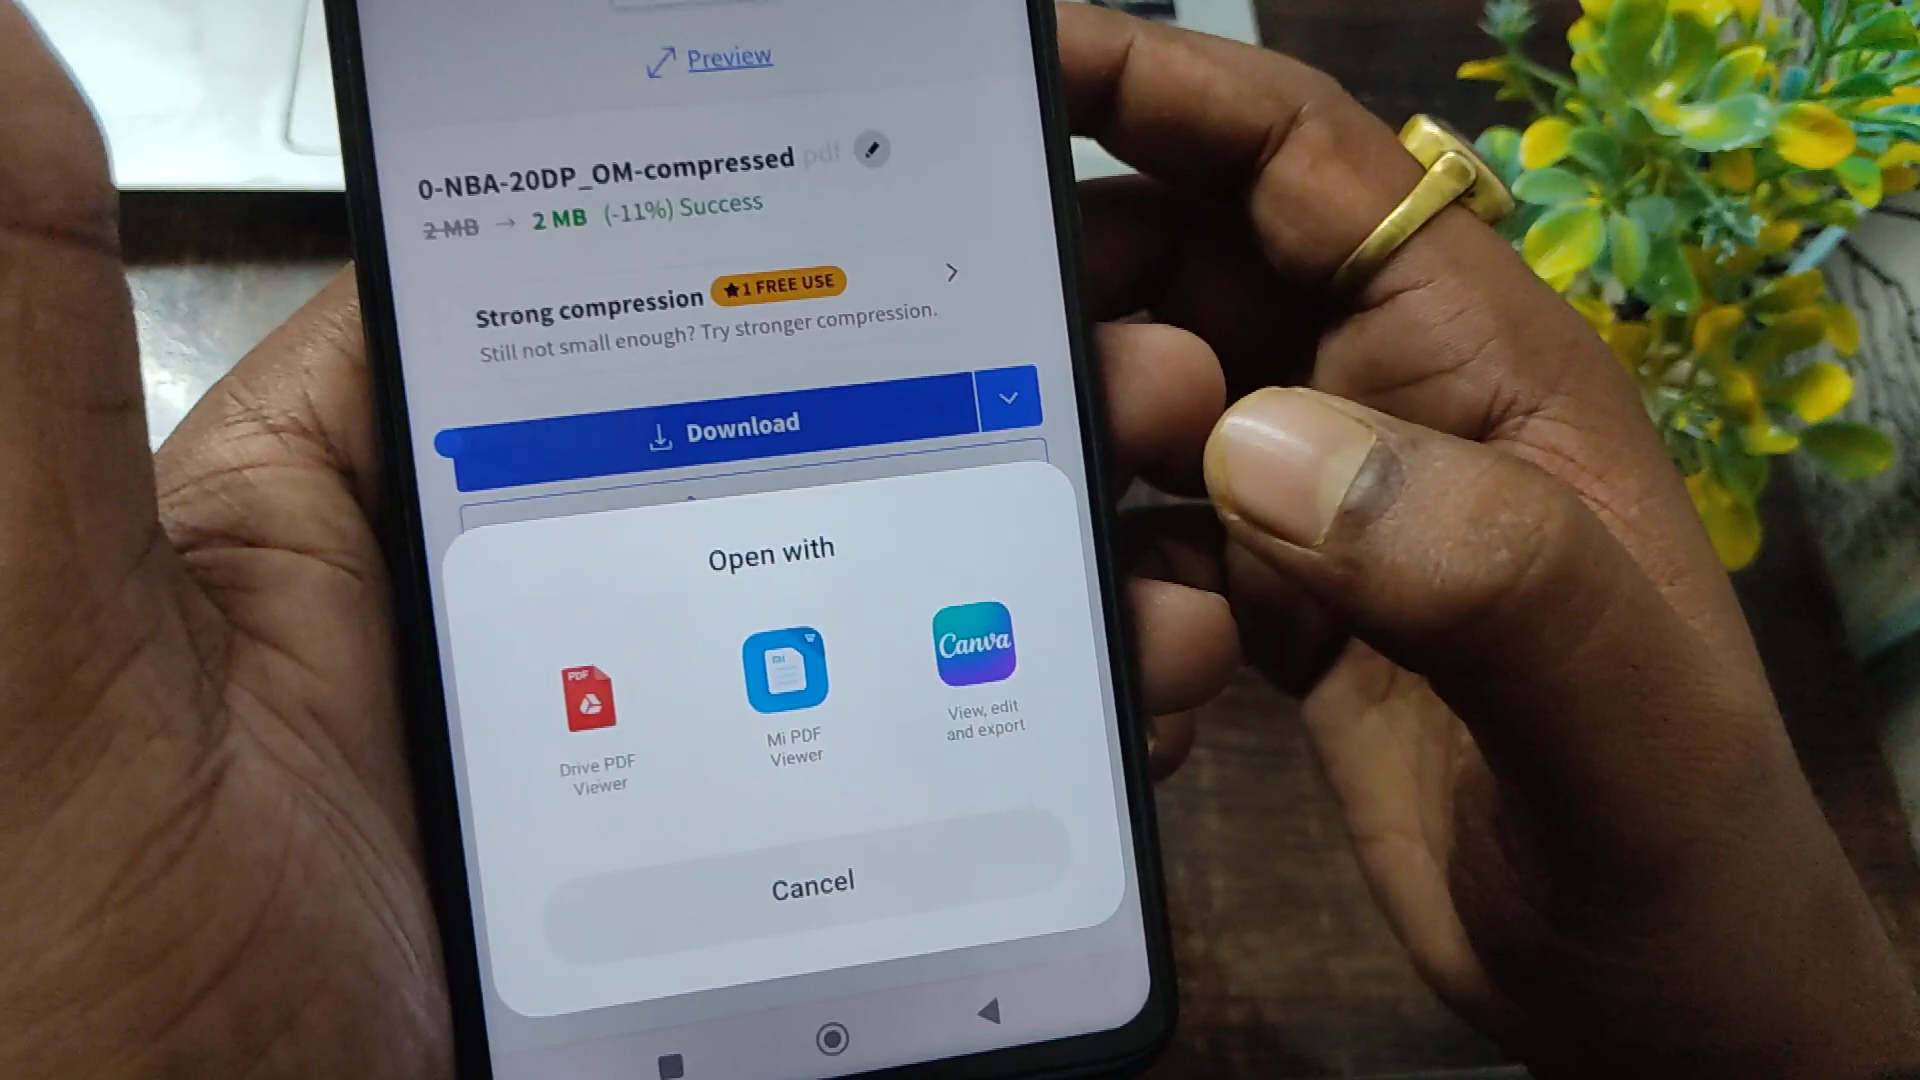 Preview
0-NBA-20DP_OM-compressed pdf
2 MB → 2 MB (-11%) Success
Strong compression ★1 FREE USE
Still not small enough? Try stronger compression.
Download
Open with
PDF
Mi
W
Canva
Drive PDF
Viewer
Mi PDF
Viewer
View, edit
and export
Cancel